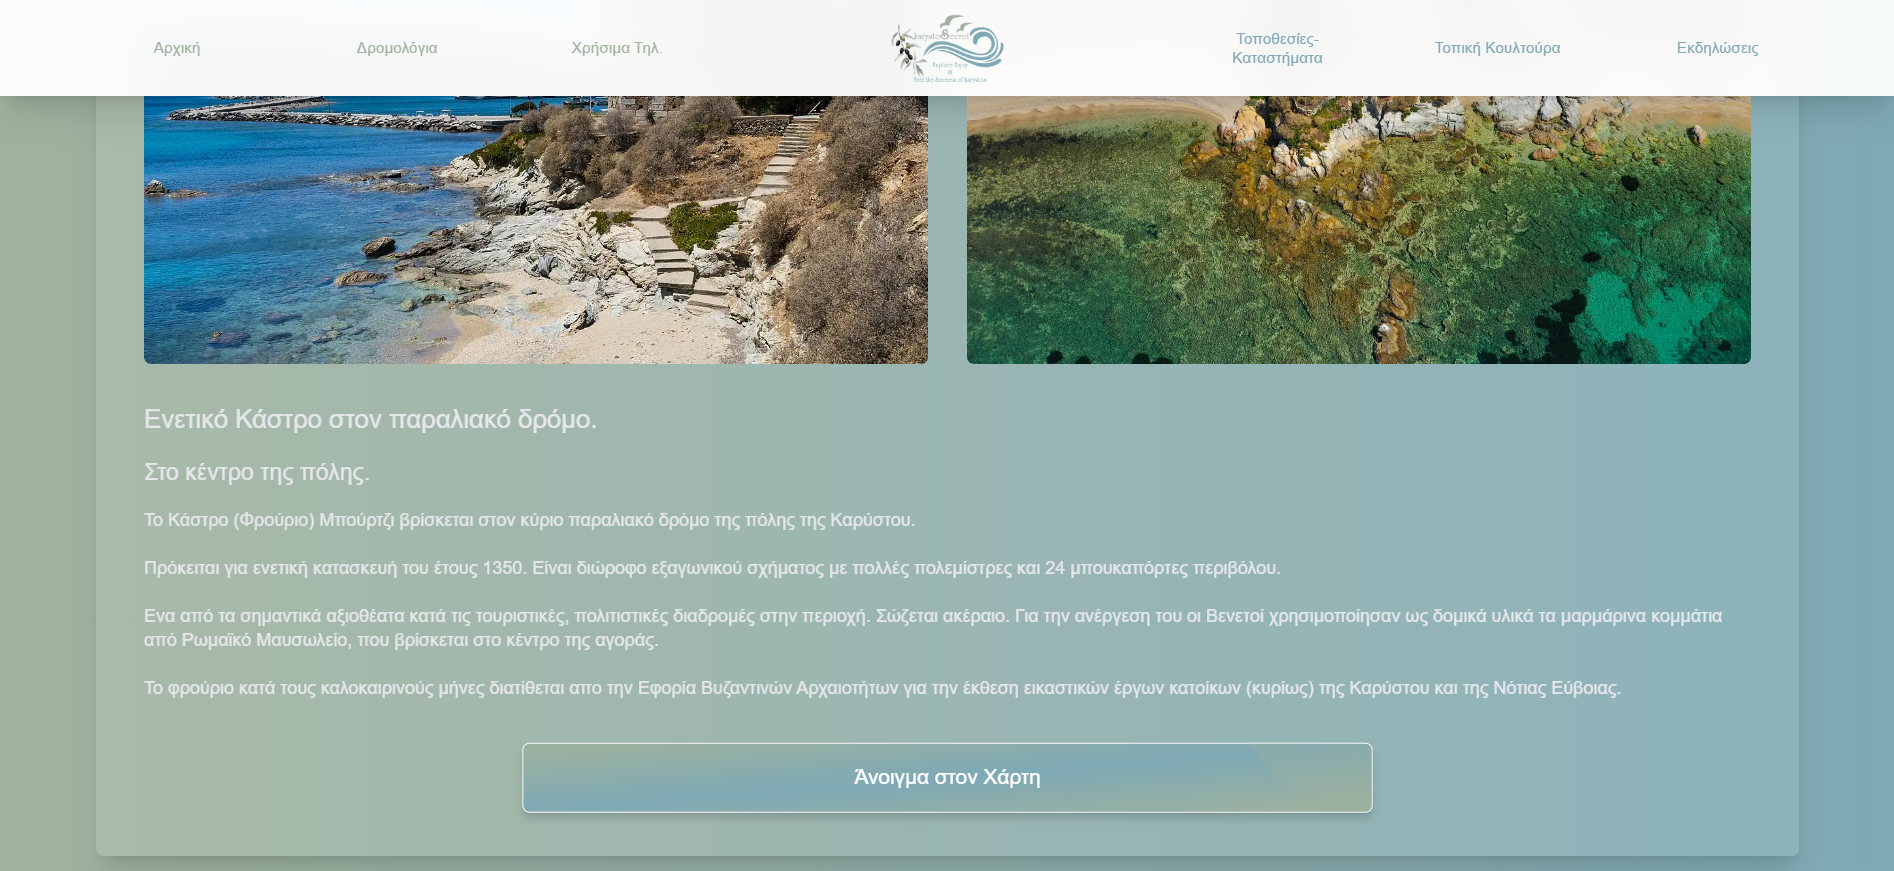 Αρχική
Δρομολόγια
Χρήσιμα Τηλ.
Explore Enjoy
&
Feel the Secrets of Karystos
Τοποθεσίες-
Καταστήματα
Τοπική Κουλτούρα
Εκδηλώσεις
Ενετικό Κάστρο στον παραλιακό δρόμο.
Στο κέντρο της πόλης.
Το Κάστρο (Φρούριο) Μπούρτζι βρίσκεται στον κύριο παραλιακό δρόμο της πόλης της Καρύστου.
Πρόκειται για ενετική κατασκευή του έτους 1350. Είναι διώροφο εξαγωνικού σχήματος με πολλές πολεμίστρες και 24 μπουκαπόρτες περιβόλου.
Ενα από τα σημαντικά αξιοθέατα κατά τις τουριστικές, πολιτιστικές διαδρομές στην περιοχή. Σώζεται ακέραιο. Για την ανέργεση του οι Βενετοί χρησιμοποίησαν ως δομικά υλικά τα μαρμάρινα κομμάτια
από Ρωμαϊκό Μαυσωλείο, που βρίσκεται στο κέντρο της αγοράς.
Το φρούριο κατά τους καλοκαιρινούς μήνες διατίθεται απο την Εφορία Βυζαντινών Αρχαιοτήτων για την έκθεση εικαστικών έργων κατοίκων (κυρίως) της Καρύστου και της Νότιας Εύβοιας.
Άνοιγμα στον Χάρτη